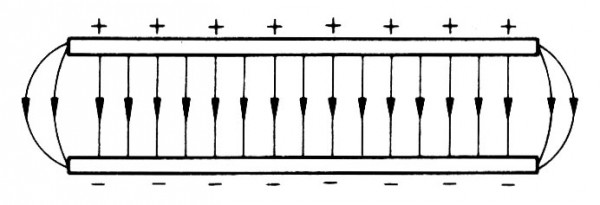 + + + + + + + +
− − − − − − − −